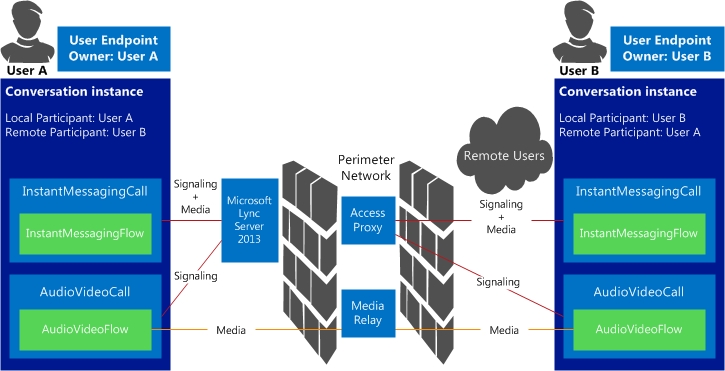 User A
User Endpoint
Owner: User A
Conversation instance
Local Participant: User A
Remote Participant: User B
InstantMessagingCall
InstantMessagingFlow
AudioVideoCall
AudioVideoFlow
Signaling
+
Media
Signaling
Media
Microsoft
Lync
Server
2013
Perimeter
Network
Access
Proxy
Media
Relay
Remote Users
Signaling
+
Media
Signaling
Media
User B
User Endpoint
Owner: User B
Conversation instance
Local Participant: User B
Remote Participant: User A
InstantMessagingCall
InstantMessagingFlow
AudioVideoCall
AudioVideoFlow